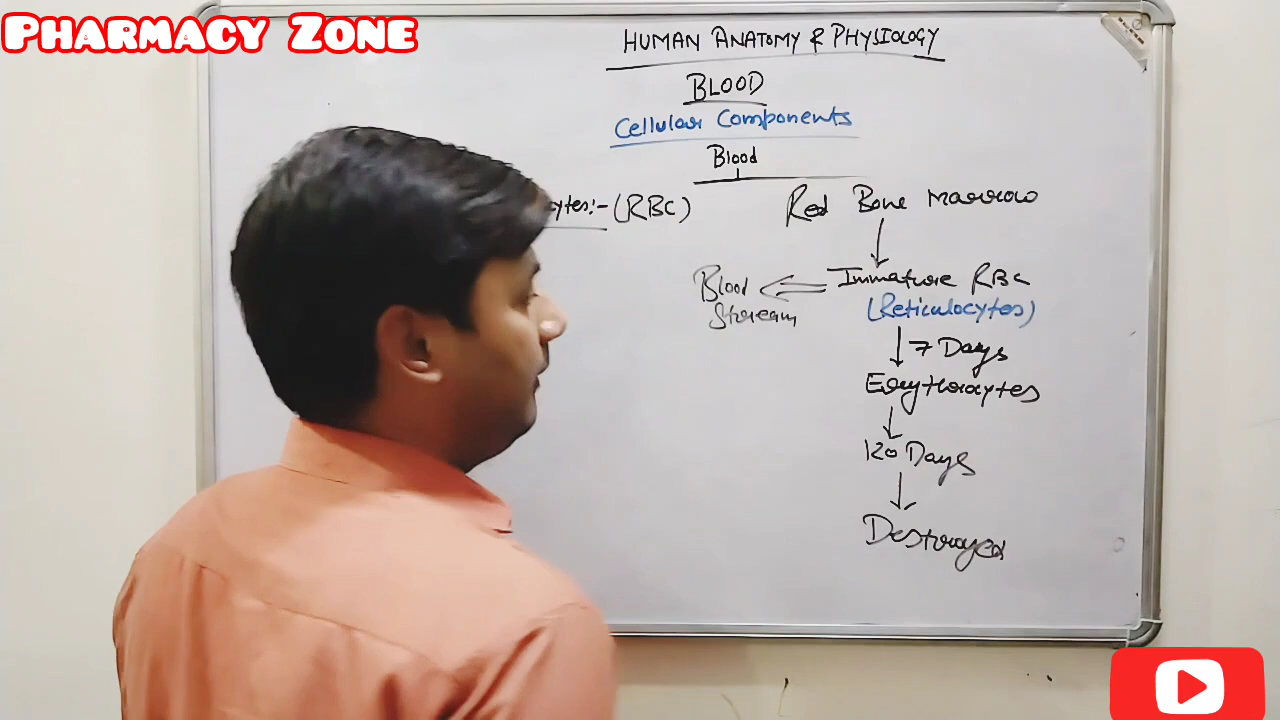 PHARMACY ZONE
HUMAN ANATOMY & PHYSIOLOGY
BLOOD
Cellular Components
Blood
cytes:- (RBC)
Red Bone Marrow
Immature RBC
(Reticulocytes)
Blood
Stream
7 Days
Erythrocytes
120 Days
Destroyed